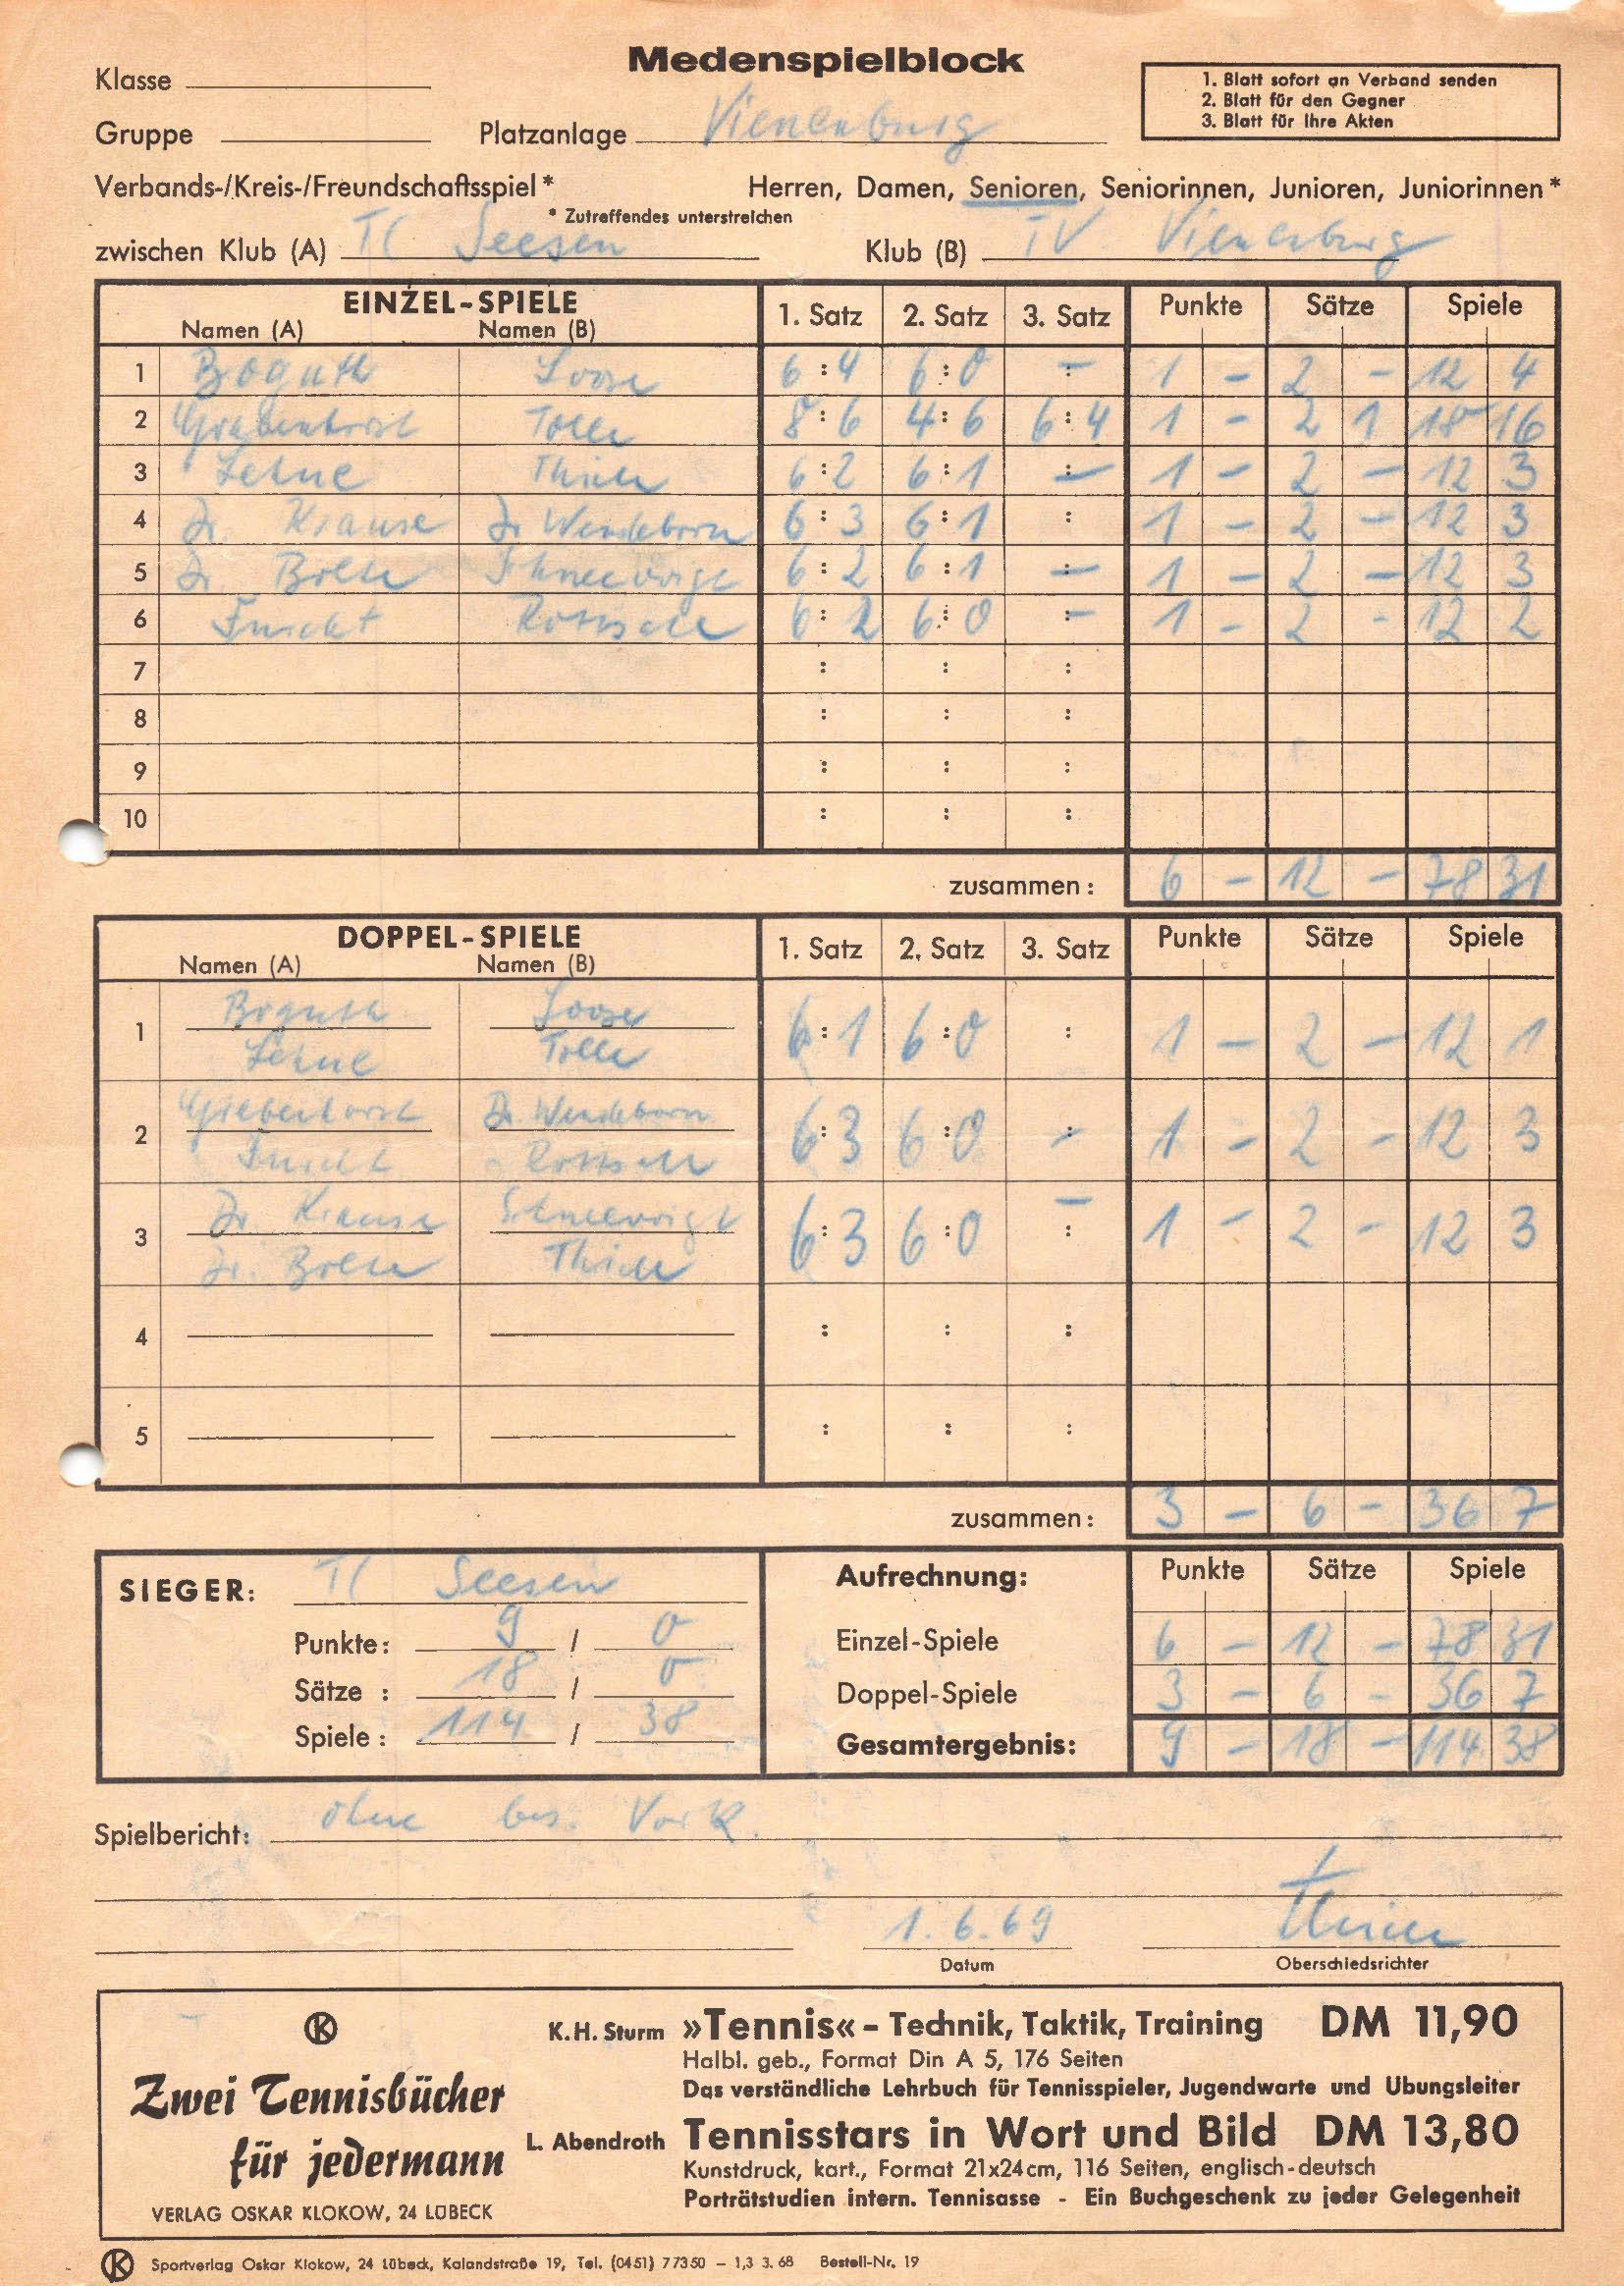 Medenspielblock
Klasse
1. Blatt sofort an Verband senden
2. Blatt für den Gegner
3. Blatt für Ihre Akten
Gruppe Platzanlage Vienenburg
Verbands-/Kreis-/Freundschaftsspiel * Herren, Damen, Senioren, Seniorinnen, Junioren, Juniorinnen *
* Zutreffendes unterstreichen
zwischen Klub (A) TC Seesen Klub (B) TV Vienenburg
EINZEL-SPIELE 1. Satz 2. Satz 3. Satz Punkte Sätze Spiele
Namen (A) Namen (B)
1 Boguth Loose 6:4 6:0 - 1 - 2 - 12 4
2 Grabenhorst Tolle 8:6 4:6 6:4 1 - 2 1 18 16
3 Lehne Thiele 6:2 6:1 - 1 - 2 - 12 3
4 Dr. Krause Dr Wendeborn 6:3 6:1 : 1 - 2 - 12 3
5 Dr. Bolte Schneevoigt 6:2 6:1 - 1 - 2 - 12 3
6 6:2 6:0 - 1 - 2 - 12 2
7 : : :
8 : : :
9 : : :
10 : : :
zusammen: 6 - 12 - 78 31
DOPPEL-SPIELE 1. Satz 2. Satz 3. Satz Punkte Sätze Spiele
Namen (A) Namen (B)
1 Boguth Loose 6:1 6:0 : 1 - 2 - 12 1
Lehne Tolle
2 Grabenhorst Dr. Wendeborn 6:3 6:0 - 1 - 2 - 12 3
3 Dr. Krause Schneevoigt 6:3 6:0 - 1 - 2 - 12 3
Dr. Bolte Thiele
4 : : :
5 : : :
zusammen: 3 - 6 - 36 7
SIEGER: TC Seesen
Punkte: 9 / 0
Sätze : 18 / 0
Spiele : 114 / 38
Aufrechnung: Punkte Sätze Spiele
Einzel-Spiele 6 - 12 - 78 31
Doppel-Spiele 3 - 6 - 36 7
Gesamtergebnis: 9 - 18 - 114 38
Spielbericht: ohne bes. Vork.
1.6.69 Thiele
Datum Oberschiedsrichter
K
Zwei Tennisbücher
für jedermann
VERLAG OSKAR KLOKOW, 24 LÜBECK
K.H. Sturm »Tennis« - Technik, Taktik, Training DM 11,90
Halbl. geb., Format Din A 5, 176 Seiten
Das verständliche Lehrbuch für Tennisspieler, Jugendwarte und Übungsleiter
L. Abendroth Tennisstars in Wort und Bild DM 13,80
Kunstdruck, kart., Format 21x24cm, 116 Seiten, englisch-deutsch
Porträtstudien intern. Tennisasse - Ein Buchgeschenk zu jeder Gelegenheit
K Sportverlag Oskar Klokow, 24 Lübeck, Kalandstraße 19, Tel. (0451) 77350 – 1,3 3. 68 Bestell-Nr. 19